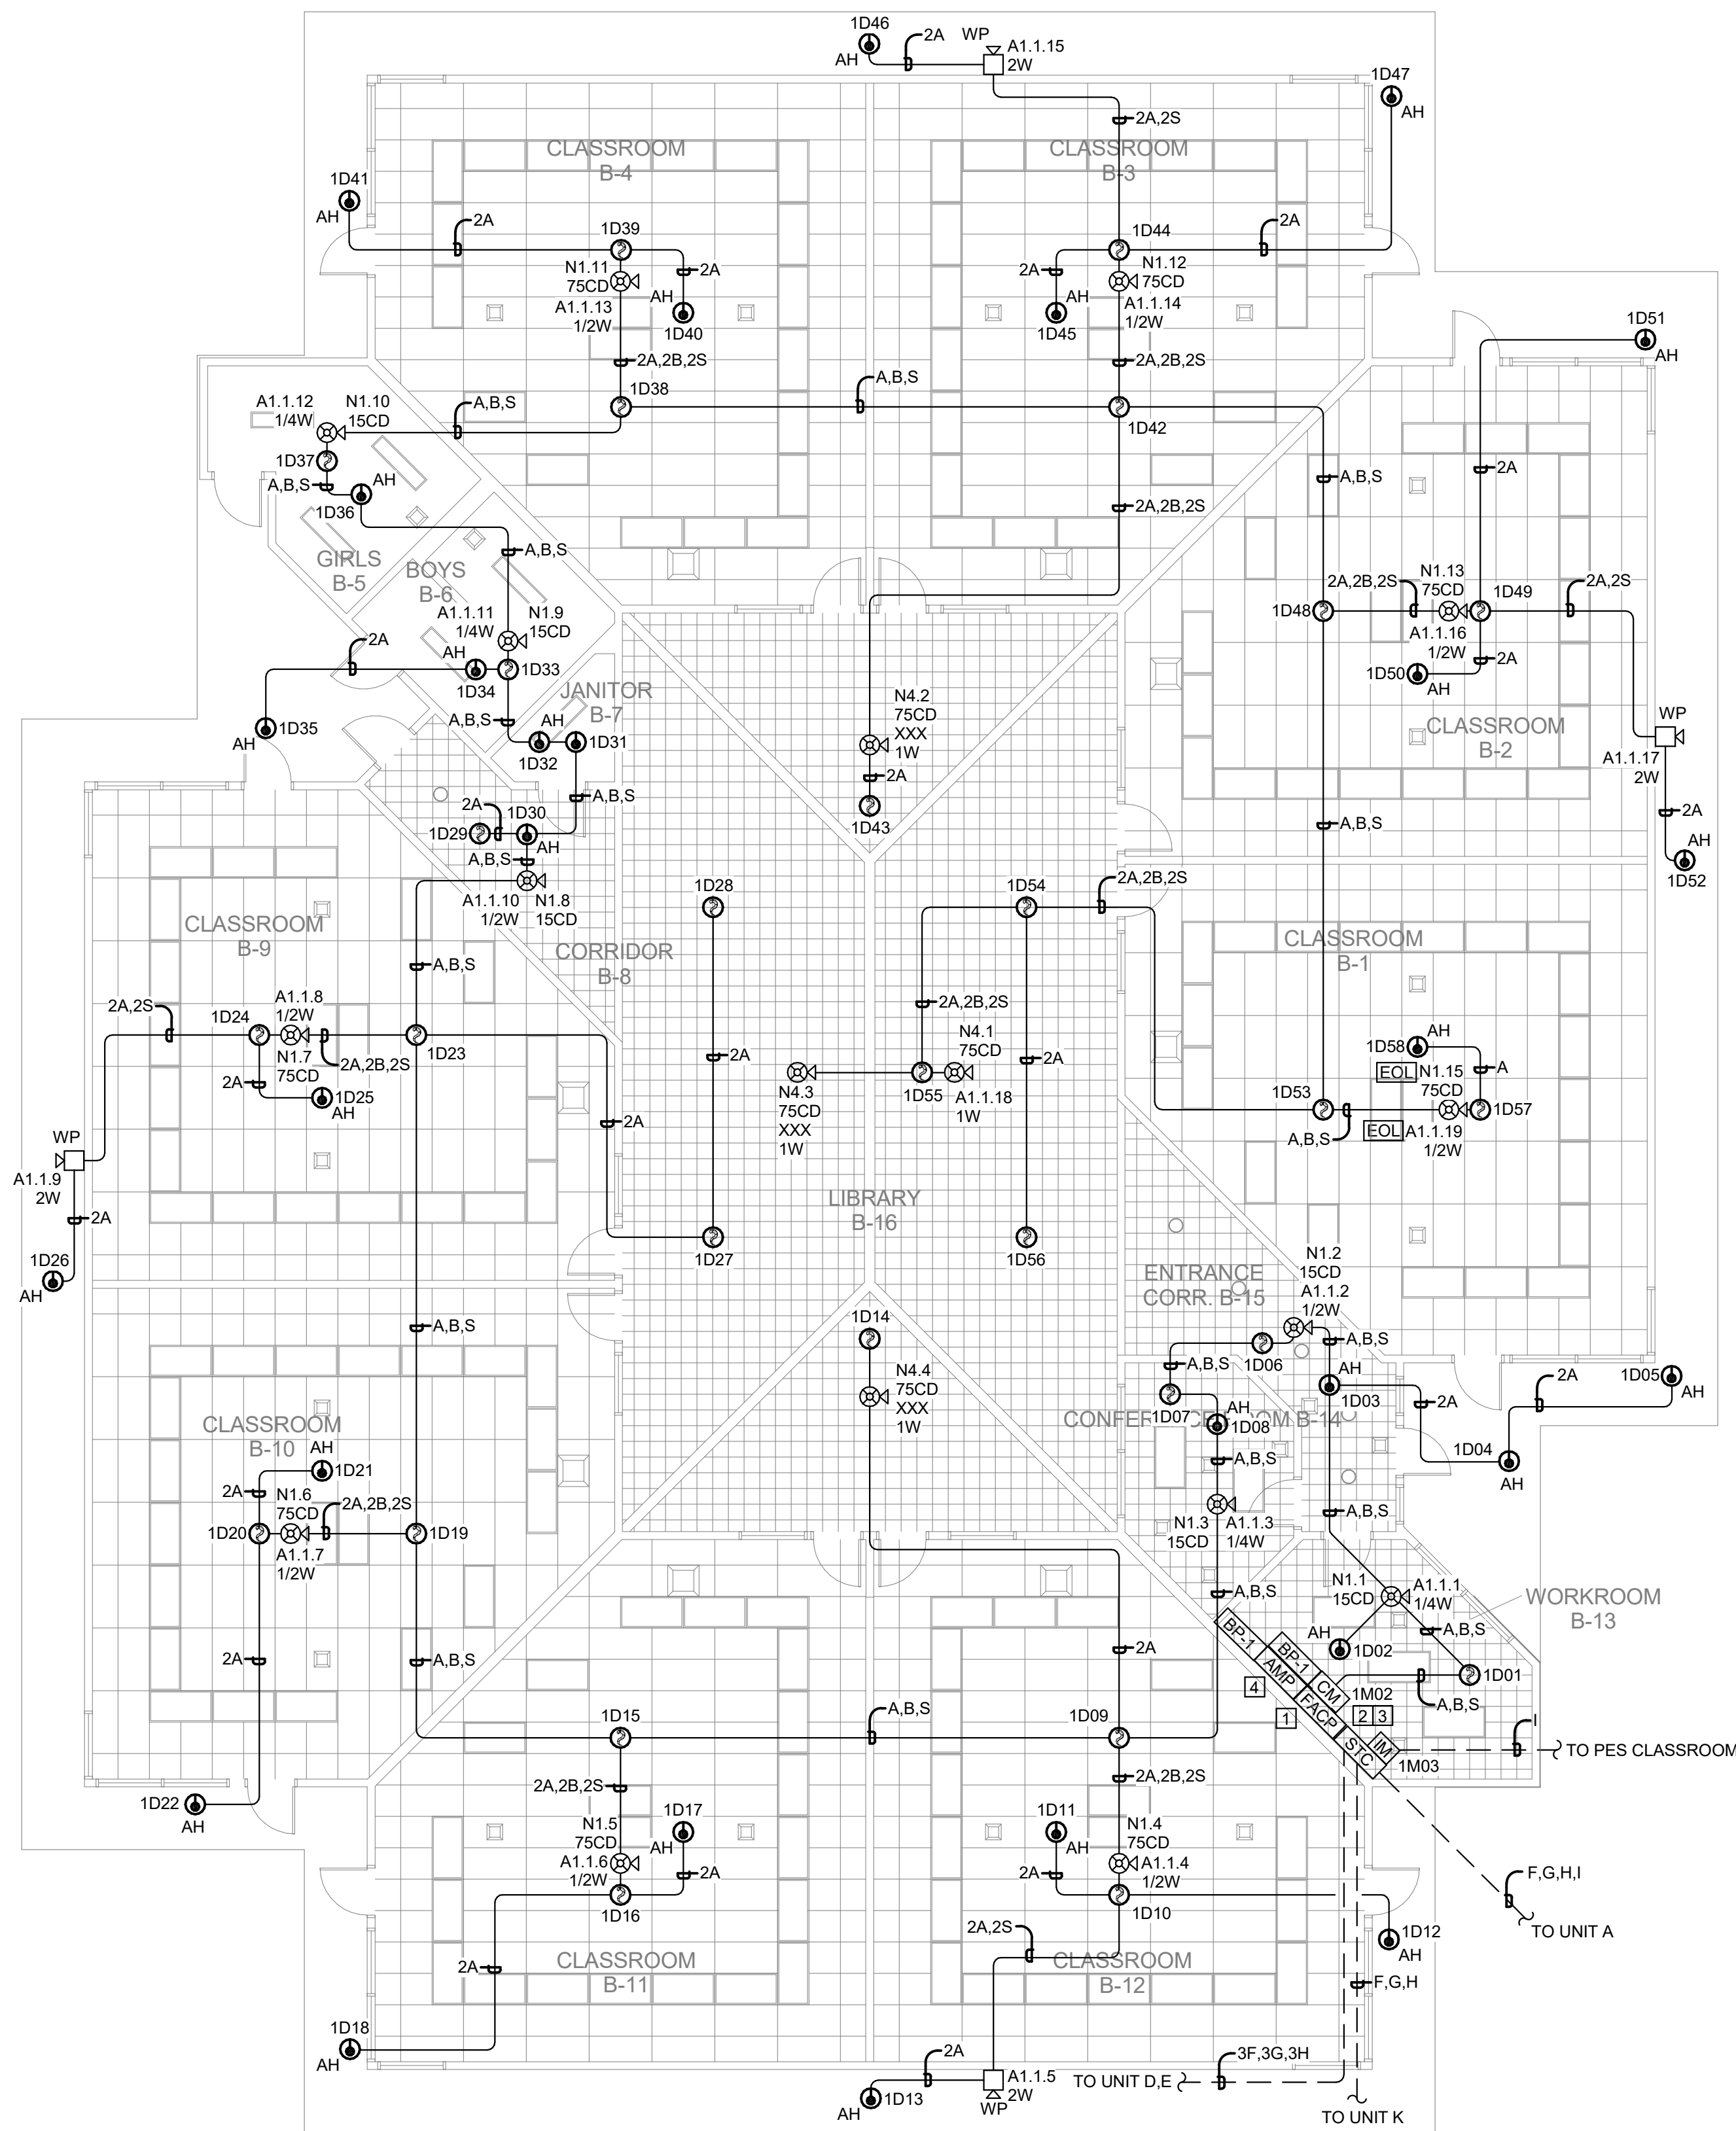 1D46
2A
WP
A1.1.15
2W
AH
1D47
AH
2A,2S
CLASSROOM
B-4
CLASSROOM
B-3
1D41
AH
2A
1D39
N1.11
75CD
A1.1.13
1/2W
2A
AH
1D40
2A,2B,2S
1D38
1D44
2A
N1.12
75CD
A1.1.14
1/2W
2A
AH
1D45
2A,2B,2S
1D42
A,B,S
A,B,S
1D51
AH
A1.1.12
1/4W
N1.10
15CD
1D37
A,B,S
AH
1D36
GIRLS
B-5
BOYS
B-6
A,B,S
A1.1.11
1/4W
N1.9
15CD
2A,2B,2S
A,B,S
2A
2A,2B,2S
N1.13
75CD
1D49
2A,2S
1D48
A1.1.16
1/2W
2A
1D50
AH
CLASSROOM
B-2
WP
A1.1.17
2W
2A
AH
1D52
2A
AH
1D34
1D33
JANITOR
B-7
A,B,S
AH
1D35
AH
1D32
1D31
N4.2
75CD
XXX
1W
2A
1D43
A,B,S
A,B,S
2A
1D30
1D29
AH
A,B,S
A1.1.10
1/2W
N1.8
15CD
CORRIDOR
B-8
CLASSROOM
B-9
A,B,S
1D28
1D54
2A,2B,2S
CLASSROOM
B-1
2A,2S
1D24
A1.1.8
1/2W
N1.7
75CD
2A,2B,2S
1D23
2A
1D25
AH
2A
2A
2A,2B,2S
N4.1
75CD
2A
N4.3
75CD
XXX
1W
1D55
A1.1.18
1W
AH
1D58
EOL
N1.15
75CD
A
1D53
1D57
A,B,S
EOL
A1.1.19
1/2W
WP
A1.1.9
2W
2A
1D26
AH
LIBRARY
B-16
1D27
1D56
ENTRANCE
CORR. B-15
N1.2
15CD
A1.1.2
1/2W
A,B,S
1D14
A,B,S
1D06
A,B,S
AH
1D03
2A
2A
1D05
AH
1D04
AH
N4.4
75CD
XXX
1W
CONFERENCE ROOM B-14
1D07
AH
1D08
A,B,S
N1.3
15CD
A1.1.3
1/4W
A,B,S
CLASSROOM
B-10
AH
1D21
2A
N1.6
75CD
2A,2B,2S
1D20
A1.1.7
1/2W
1D19
2A
A,B,S
A,B,S
N1.1
15CD
A1.1.1
1/4W
WORKROOM
B-13
AH
1D02
A,B,S
1D01
A,B,S
2A
BP-1
BP-1
AMP
CM
FACP
STC
IM
4
1
1M02
2 3
1M03
I
TO PES CLASSROOM
1D15
A,B,S
1D09
1D22
AH
2A,2B,2S
2A,2B,2S
N1.5
75CD
A1.1.6
1/2W
1D17
AH
2A
1D16
1D11
AH
2A
N1.4
75CD
A1.1.4
1/2W
1D10
F,G,H,I
TO UNIT A
1D12
AH
2A
CLASSROOM
B-11
2A,2S
CLASSROOM
B-12
F,G,H
1D18
AH
2A
1D13
AH
A1.1.5
2W
WP
TO UNIT D,E
3F,3G,3H
TO UNIT K